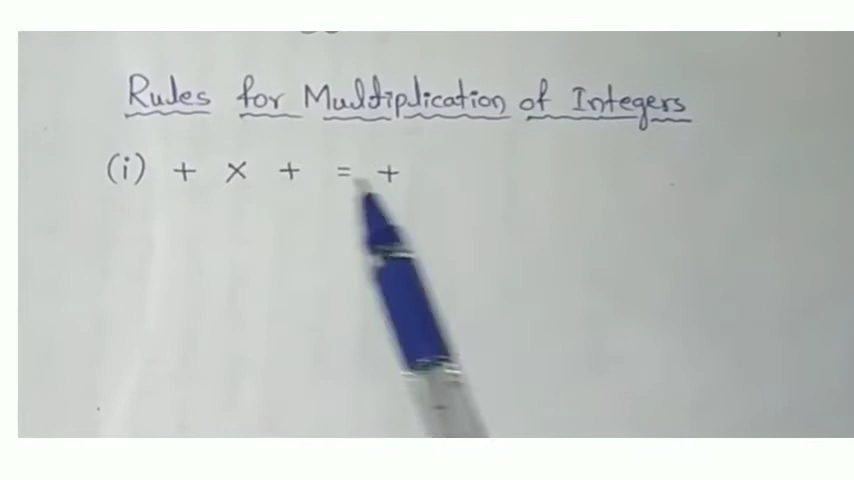 Rules for Multiplication of Integers
(i) + × + = +